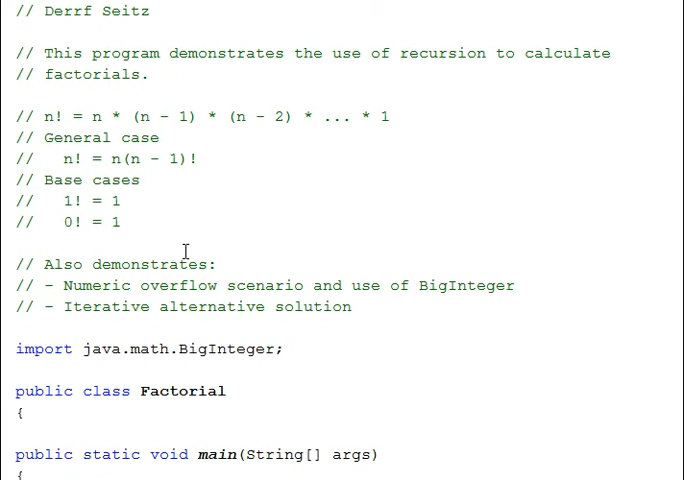 // Derrf Seitz
// This program demonstrates the use of recursion to calculate
// factorials.
// n! = n * (n - 1) * (n - 2) * ... * 1
// General case
//   n! = n(n - 1)!
// Base cases
//   1! = 1
//   0! = 1
// Also demonstrates:
// - Numeric overflow scenario and use of BigInteger
// - Iterative alternative solution
import java.math.BigInteger;
public class Factorial
{
public static void main(String[] args)
{